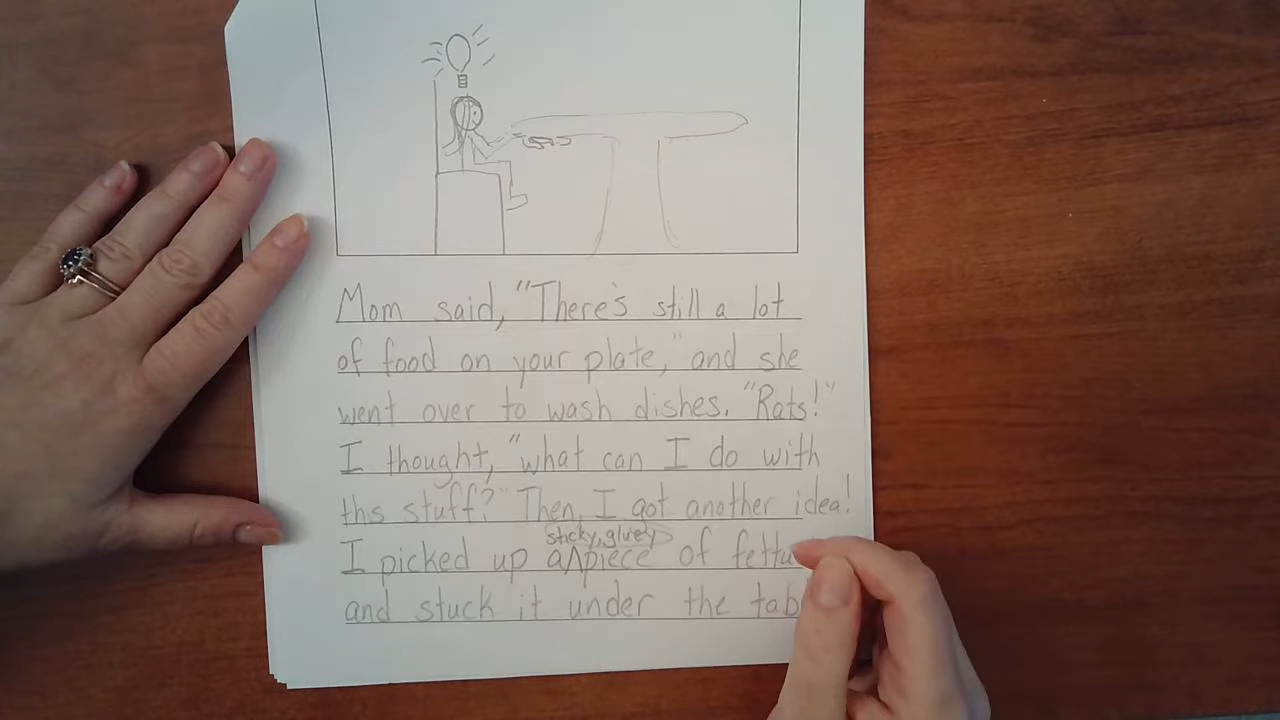 Mom said, "There's still a lot
of food on your plate," and she
went over to wash dishes. "Rats!"
I thought, "what can I do with
this stuff?" Then, I got another idea!
sticky, gluey
I picked up a piece of
and stuck it under the